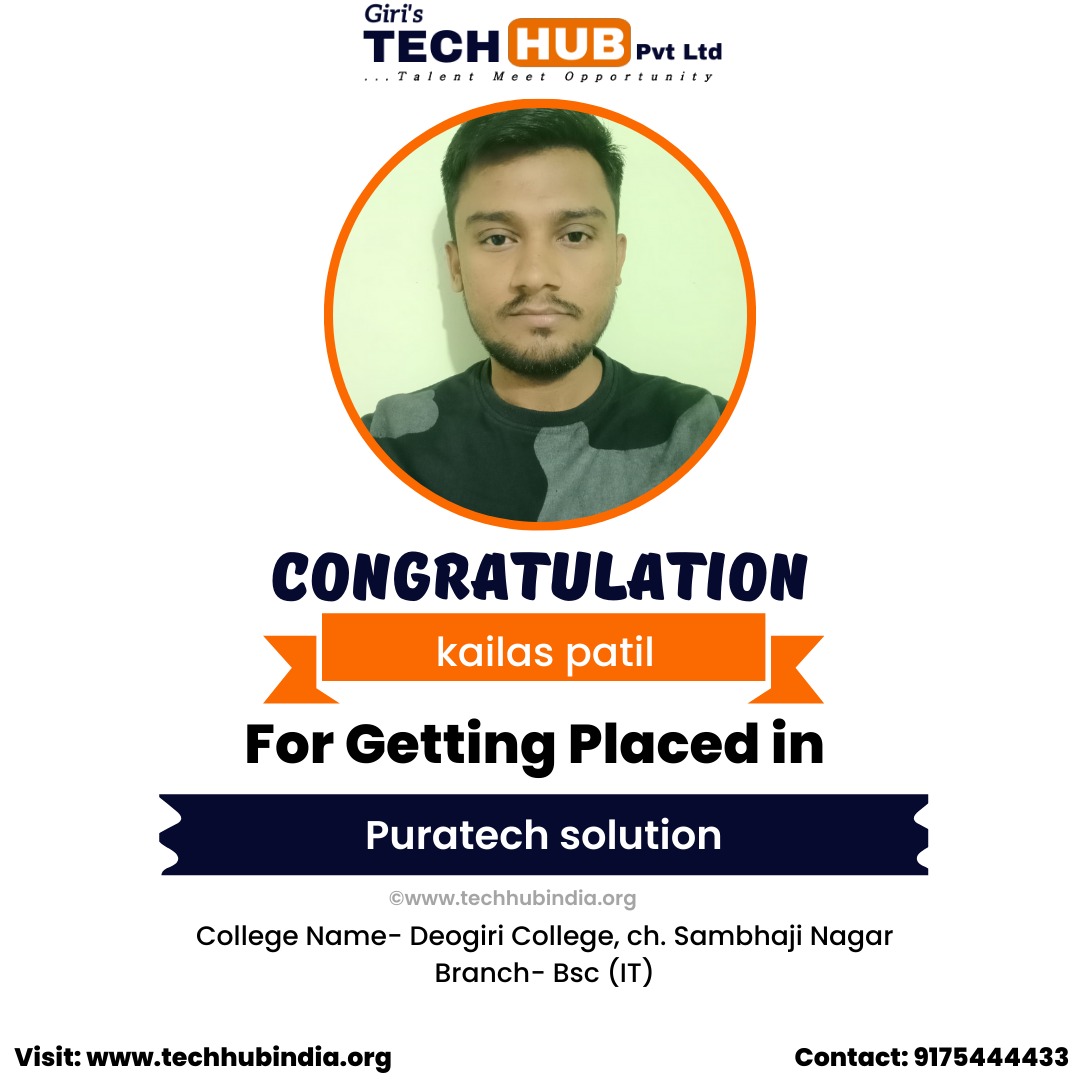 Giri's
TECH HUB Pvt Ltd
...Talent Meet Opportunity
CONGRATULATION
kailas patil
For Getting Placed in
Puratech solution
©www.techhubindia.org
College Name- Deogiri College, ch. Sambhaji Nagar
Branch- Bsc (IT)
Visit: www.techhubindia.org
Contact: 9175444433